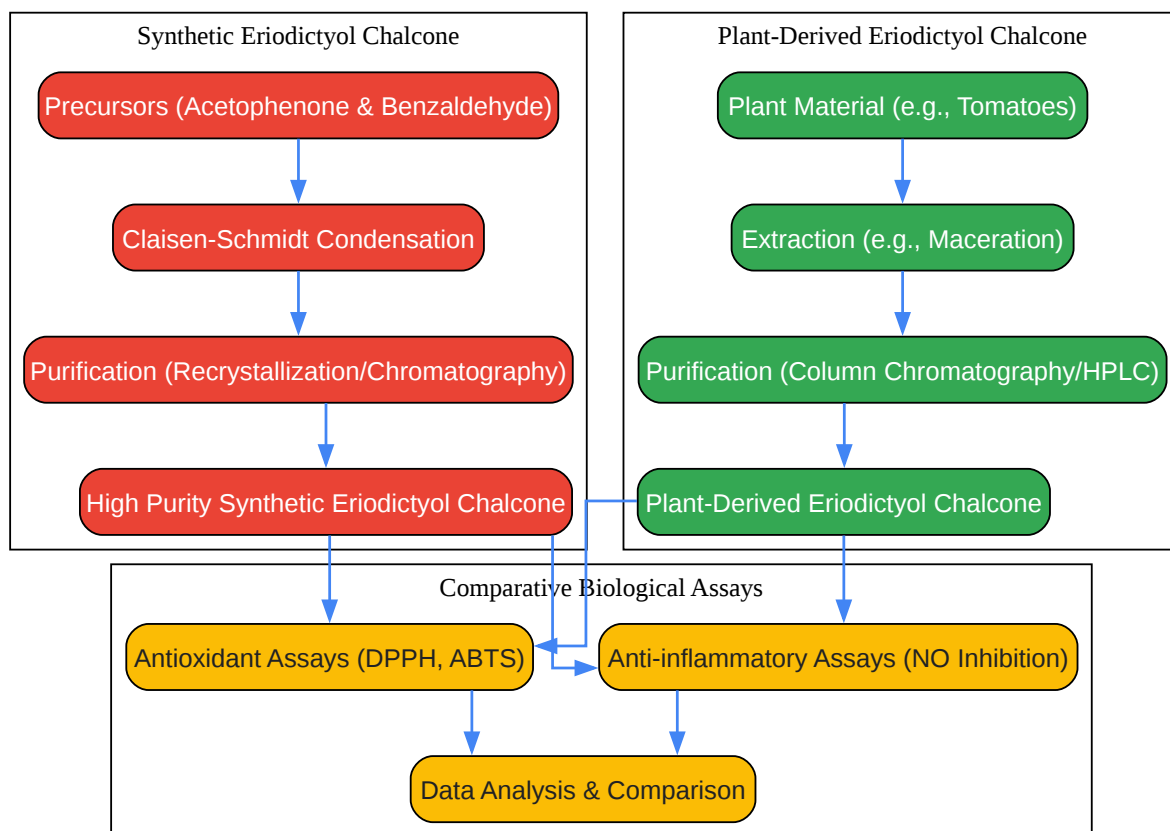 Synthetic Eriodictyol Chalcone
Precursors (Acetophenone & Benzaldehyde)
Claisen-Schmidt Condensation
Purification (Recrystallization/Chromatography)
High Purity Synthetic Eriodictyol Chalcone
Plant-Derived Eriodictyol Chalcone
Plant Material (e.g., Tomatoes)
Extraction (e.g., Maceration)
Purification (Column Chromatography/HPLC)
Plant-Derived Eriodictyol Chalcone
Comparative Biological Assays
Antioxidant Assays (DPPH, ABTS)
Anti-inflammatory Assays (NO Inhibition)
Data Analysis & Comparison